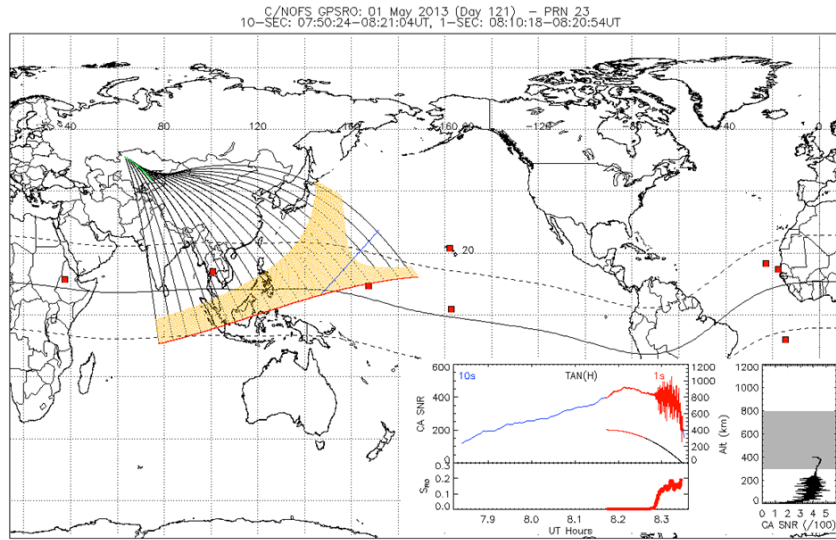 C/NOFS GPSRO: 01 May 2013 (Day 121) – PRN 23
10-SEC: 07:50:24-08:21:04UT, 1-SEC: 08:10:18-08:20:54UT
40 80 120 160 -120 -80 -40 0
20
10s TAN(H) 1s
600
500
400
300
200
100
0
CA SNR
1200
1000
800
600
400
200
0
Alt (km)
0.2
0.1
0.0
S_RO
7.9 8.0 8.1 8.2 8.3
UT Hours
1200
1000
800
600
400
200
0
0 1 2 3 4 5
CA SNR (/100)